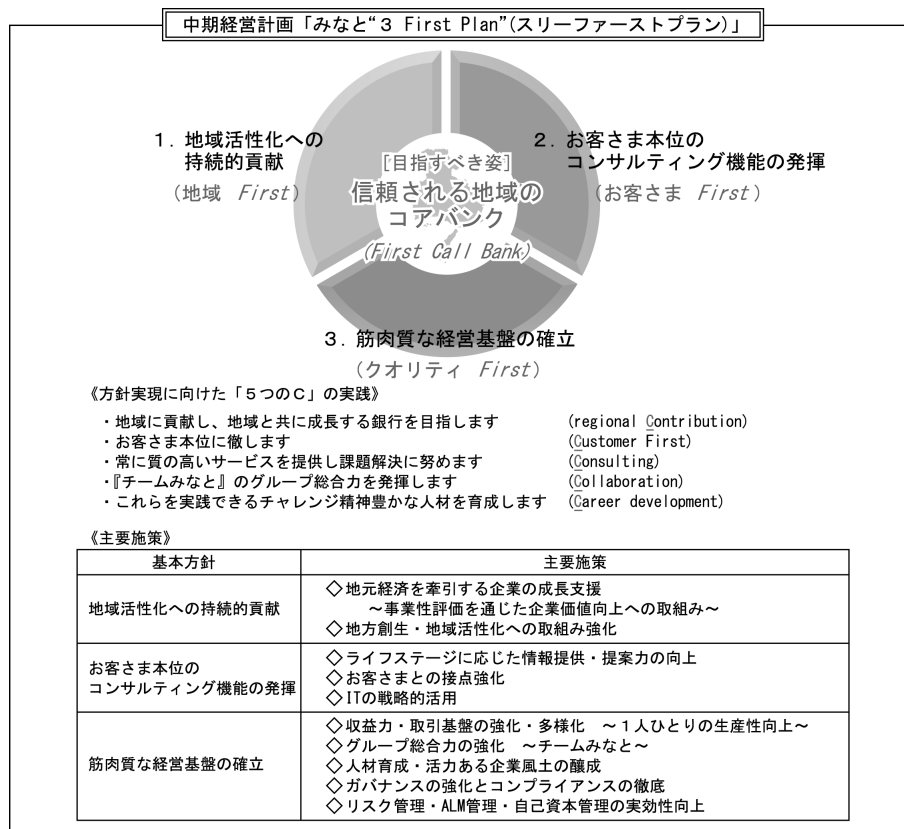 中期経営計画「みなと“3 First Plan”(スリーファーストプラン)」
1. 地域活性化への
持続的貢献
(地域 First)
2. お客さま本位の
コンサルティング機能の発揮
(お客さま First)
[目指すべき姿]
信頼される地域の
コアバンク
(First Call Bank)
3. 筋肉質な経営基盤の確立
(クオリティ First)
《方針実現に向けた「5つのC」の実践》
・地域に貢献し、地域と共に成長する銀行を目指します (regional Contribution)
・お客さま本位に徹します (Customer First)
・常に質の高いサービスを提供し課題解決に努めます (Consulting)
・『チームみなと』のグループ総合力を発揮します (Collaboration)
・これらを実践できるチャレンジ精神豊かな人材を育成します (Career development)
《主要施策》
基本方針 主要施策
地域活性化への持続的貢献
◇地元経済を牽引する企業の成長支援
～事業性評価を通じた企業価値向上への取組み～
◇地方創生・地域活性化への取組み強化
お客さま本位の
コンサルティング機能の発揮
◇ライフステージに応じた情報提供・提案力の向上
◇お客さまとの接点強化
◇ITの戦略的活用
筋肉質な経営基盤の確立
◇収益力・取引基盤の強化・多様化 ～1人ひとりの生産性向上～
◇グループ総合力の強化 ～チームみなと～
◇人材育成・活力ある企業風土の醸成
◇ガバナンスの強化とコンプライアンスの徹底
◇リスク管理・ALM管理・自己資本管理の実効性向上